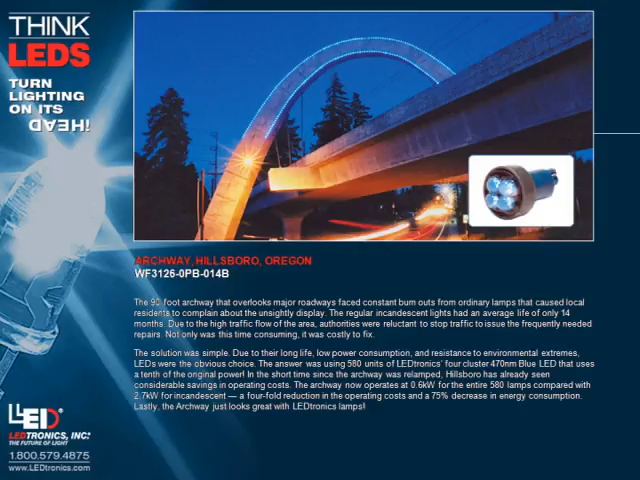 THINK
LEDS
TURN
LIGHTING
ON ITS
HEAD!
ARCHWAY, HILLSBORO, OREGON
WF3126-0PB-014B
The 90-foot archway that overlooks major roadways faced constant burn outs from ordinary lamps that caused local
residents to complain about the unsightly display. The regular incandescent lights had an average life of only 14
months. Due to the high traffic flow of the area, authorities were reluctant to stop traffic to issue the frequently needed
repairs. Not only was this time consuming, it was costly to fix.
The solution was simple. Due to their long life, low power consumption, and resistance to environmental extremes,
LEDs were the obvious choice. The answer was using 580 units of LEDtronics' four cluster 470nm Blue LED that uses
a tenth of the original power! In the short time since the archway was relamped, Hillsboro has already seen
considerable savings in operating costs. The archway now operates at 0.6kW for the entire 580 lamps compared with
2.7kW for incandescent — a four-fold reduction in the operating costs and a 75% decrease in energy consumption.
Lastly, the Archway just looks great with LEDtronics lamps!
LED®
LEDTRONICS, INC.®
THE FUTURE OF LIGHT
1.800.579.4875
www.LEDtronics.com